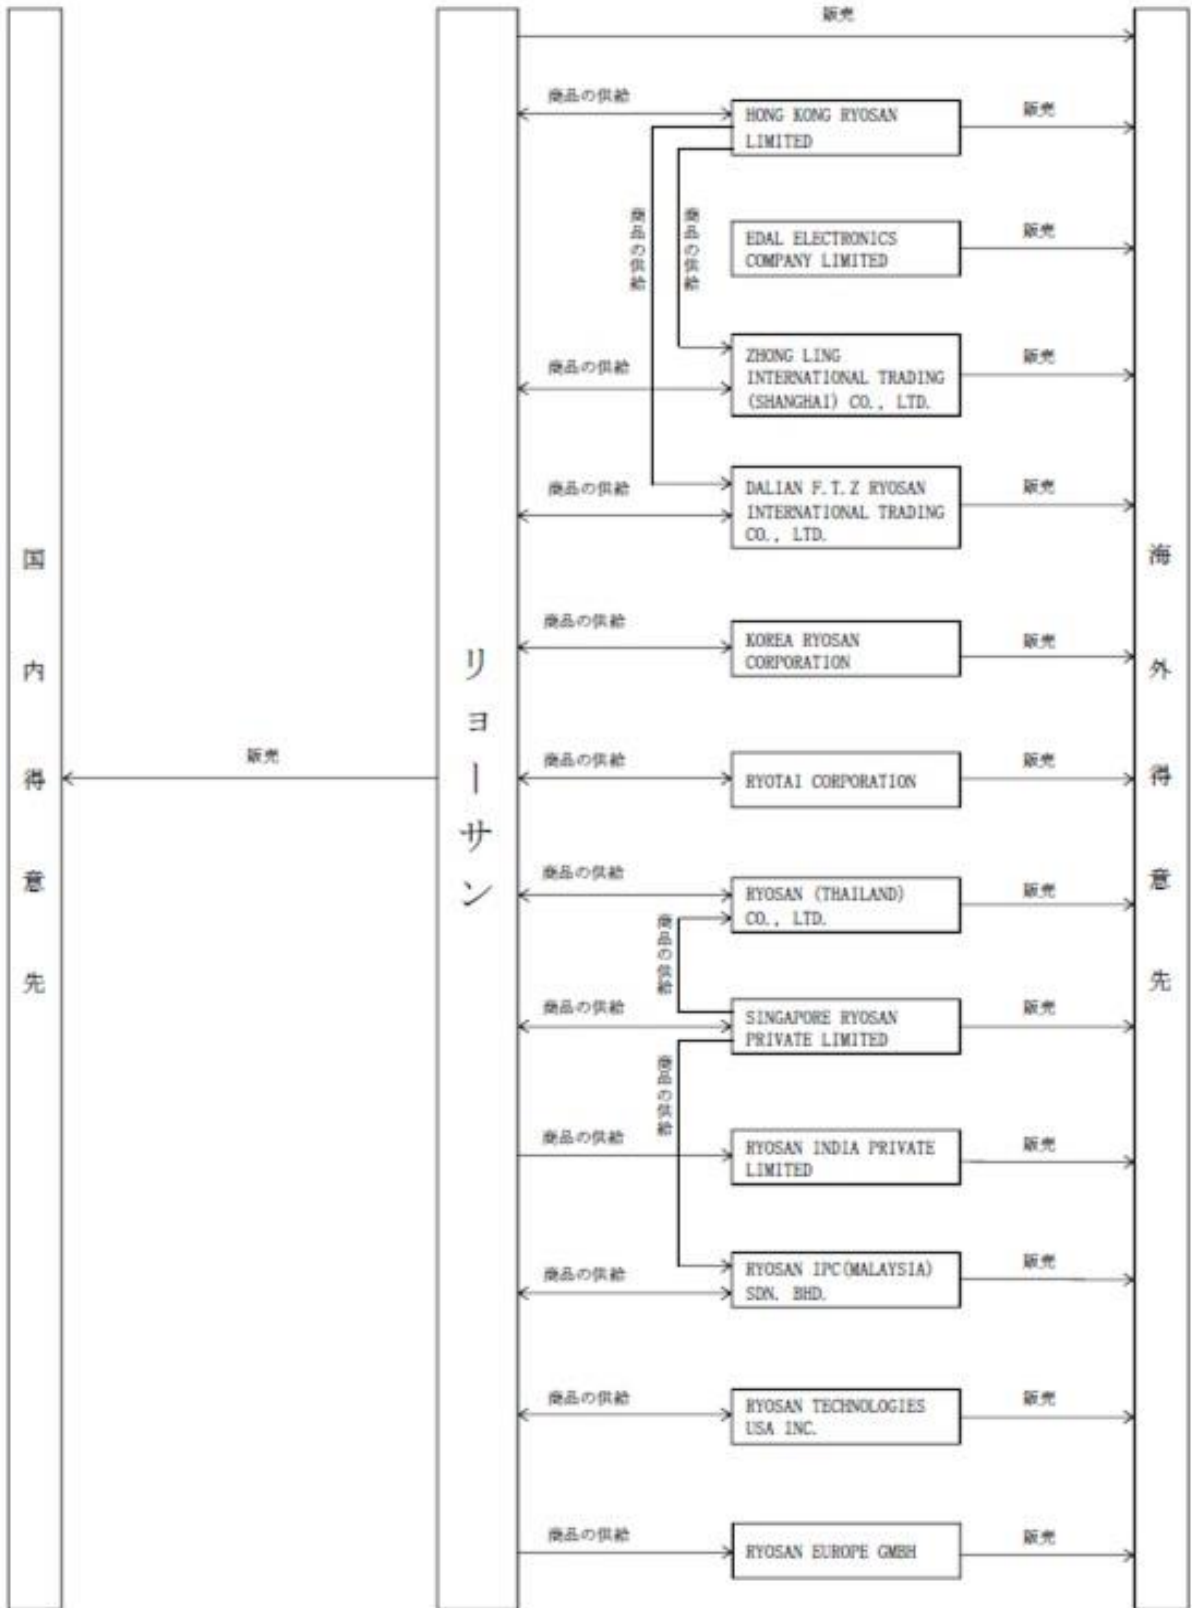 販売
商品の供給
HONG KONG RYOSAN
LIMITED
販売
商品の供給
商品の供給
EDAL ELECTRONICS
COMPANY LIMITED
販売
商品の供給
ZHONG LING
INTERNATIONAL TRADING
(SHANGHAI) CO., LTD.
販売
商品の供給
DALIAN F.T.Z RYOSAN
INTERNATIONAL TRADING
CO., LTD.
販売
国内得意先
リョーサン
海外得意先
商品の供給
KOREA RYOSAN
CORPORATION
販売
販売
商品の供給
RYOTAI CORPORATION
販売
商品の供給
RYOSAN (THAILAND)
CO., LTD.
販売
商品の供給
商品の供給
SINGAPORE RYOSAN
PRIVATE LIMITED
販売
商品の供給
商品の供給
RYOSAN INDIA PRIVATE
LIMITED
販売
商品の供給
RYOSAN IPC(MALAYSIA)
SDN. BHD.
販売
商品の供給
RYOSAN TECHNOLOGIES
USA INC.
販売
商品の供給
RYOSAN EUROPE GMBH
販売